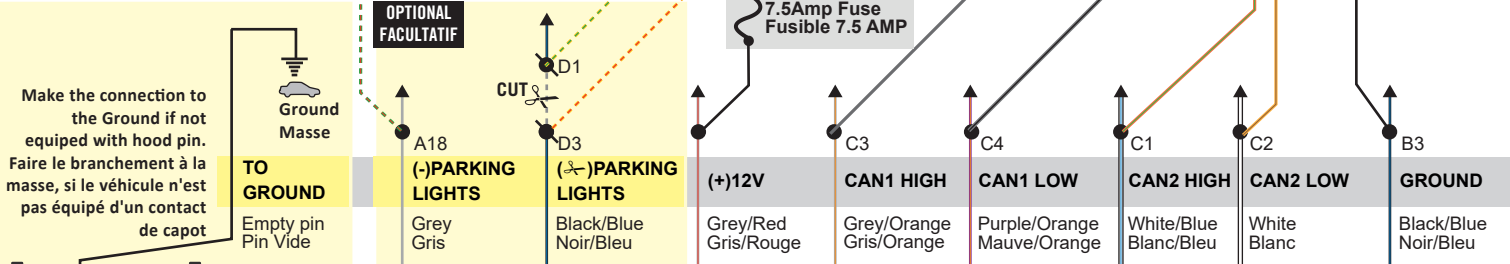 OPTIONAL
FACULTATIF
7.5Amp Fuse
Fusible 7.5 AMP
D1
CUT
Make the connection to
the Ground if not
equiped with hood pin.
Faire le branchement à la
masse, si le véhicule n'est
pas équipé d'un contact
de capot
Ground
Masse
A18
D3
C3
C4
C1
C2
B3
TO
GROUND
(-)PARKING
LIGHTS
(✂)PARKING
LIGHTS
(+)12V
CAN1 HIGH
CAN1 LOW
CAN2 HIGH
CAN2 LOW
GROUND
Empty pin
Pin Vide
Grey
Gris
Black/Blue
Noir/Bleu
Grey/Red
Gris/Rouge
Grey/Orange
Gris/Orange
Purple/Orange
Mauve/Orange
White/Blue
Blanc/Bleu
White
Blanc
Black/Blue
Noir/Bleu